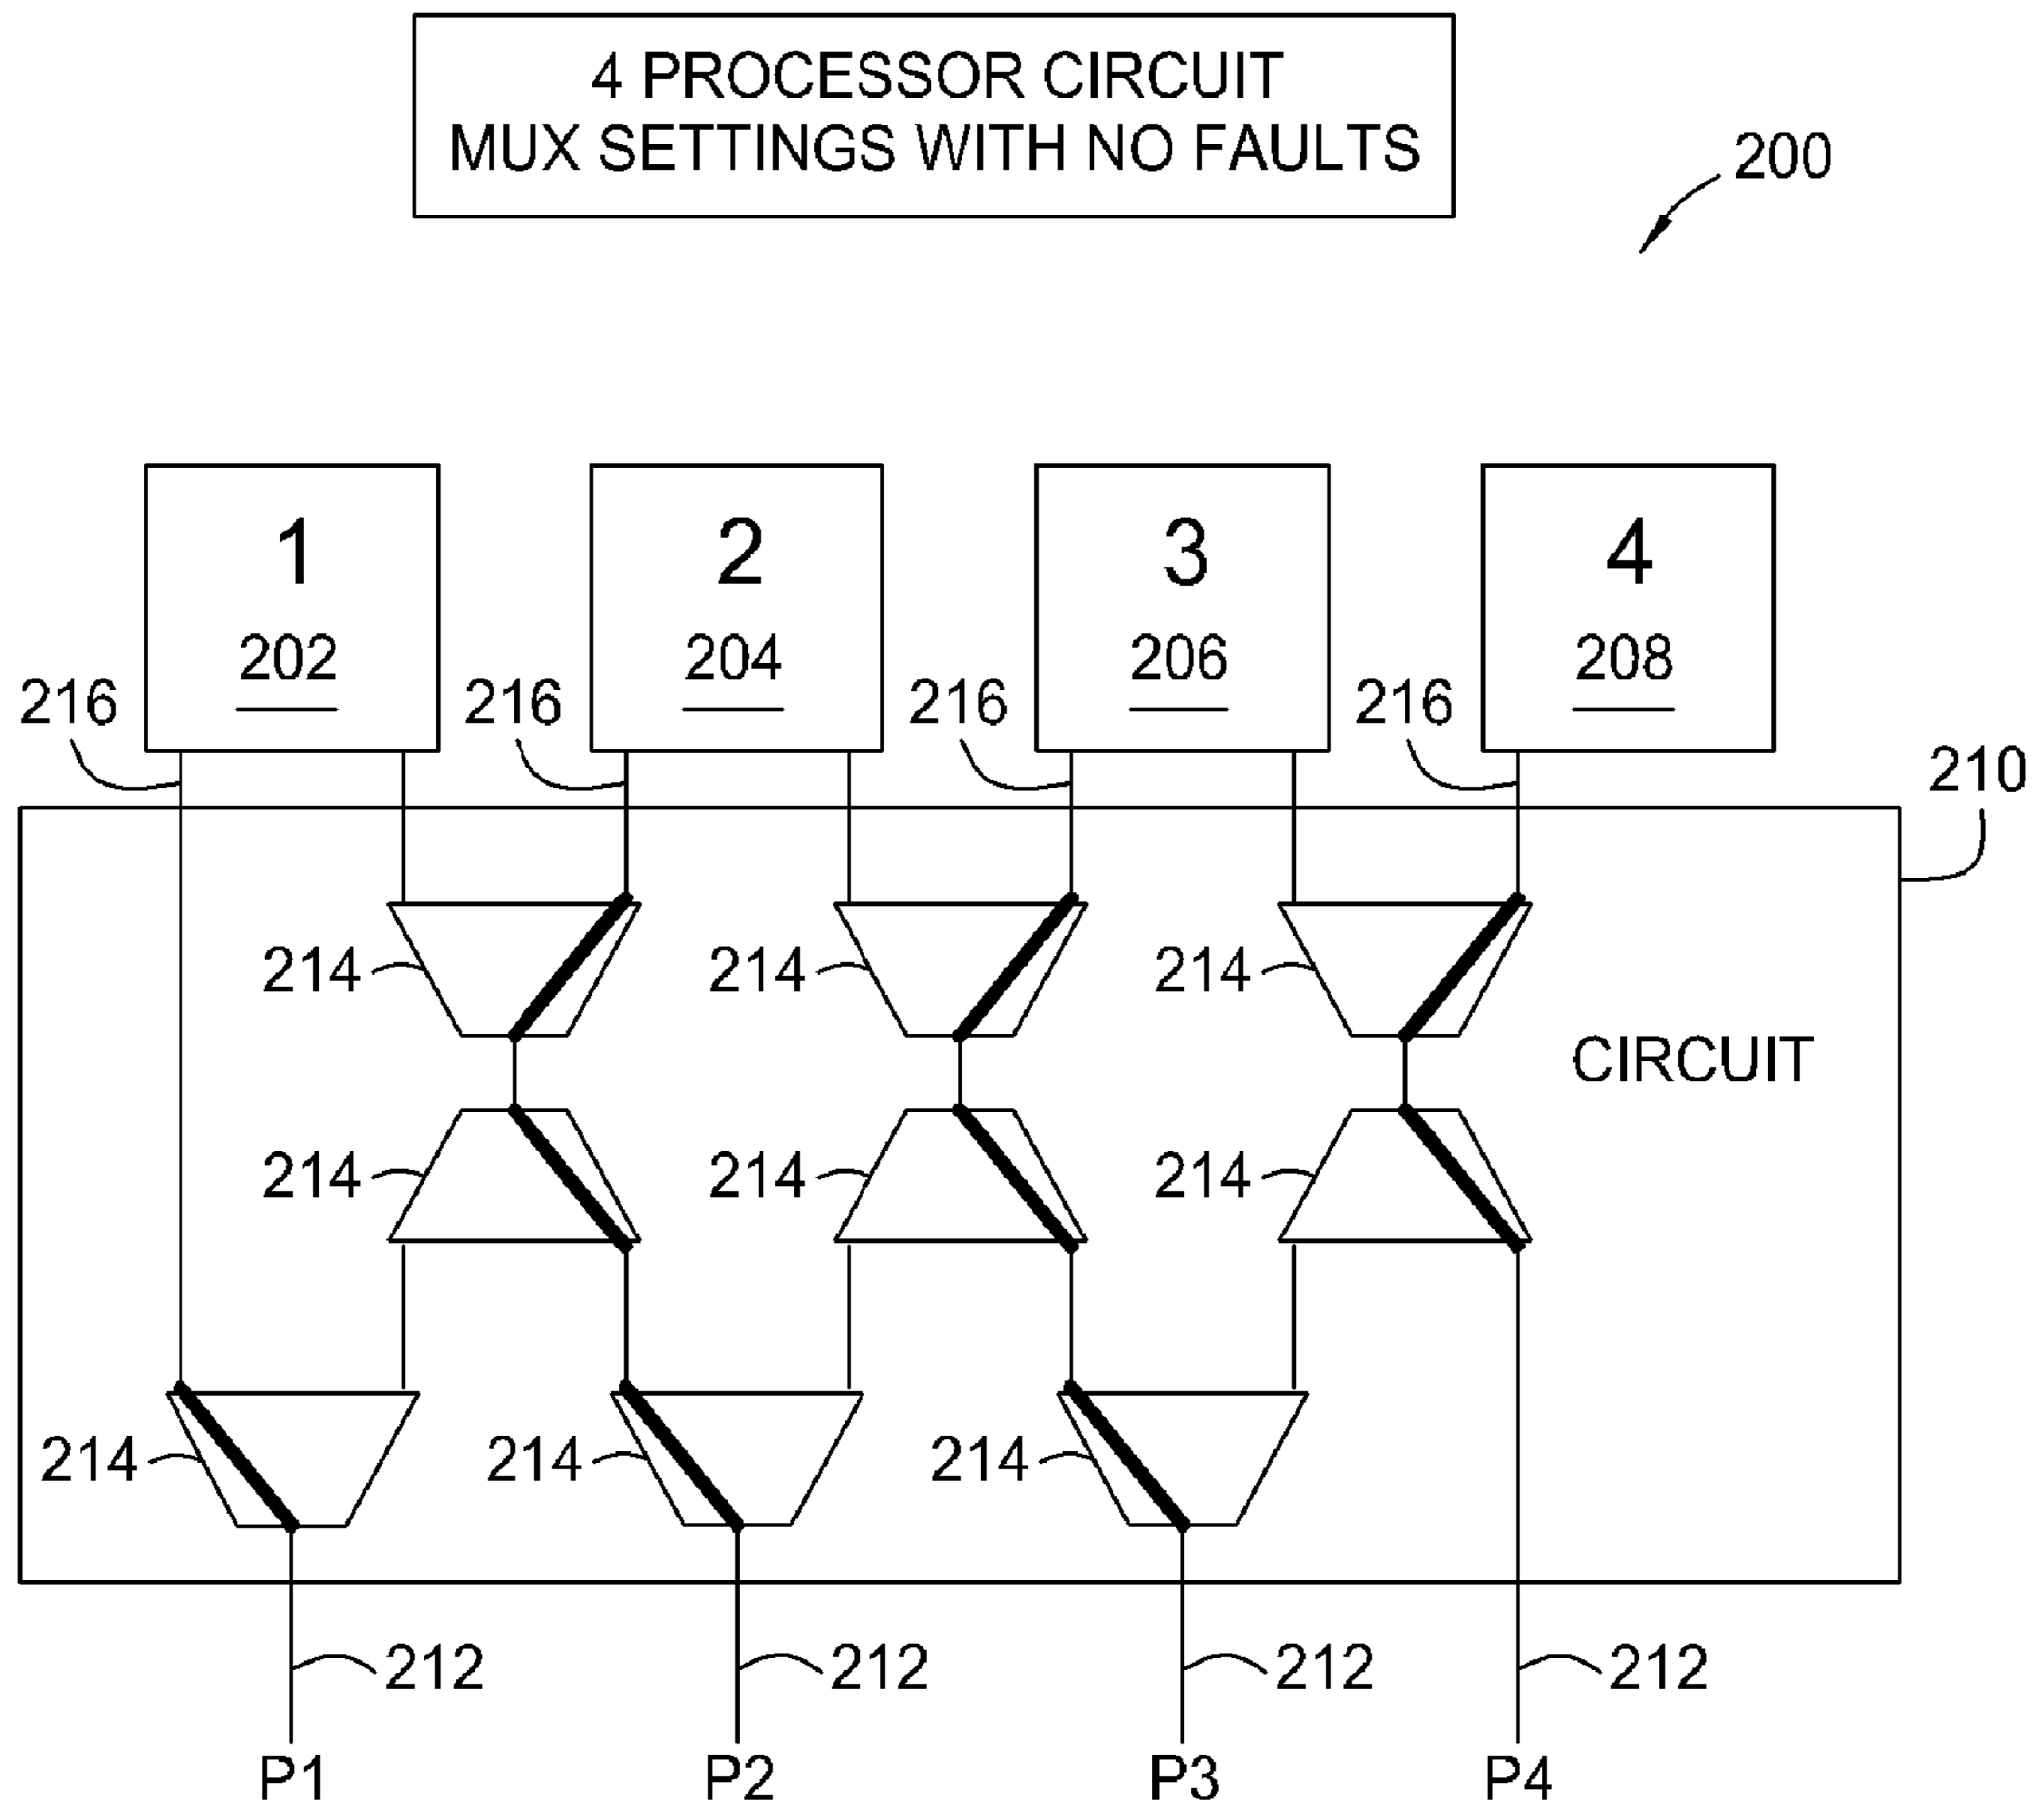 4 PROCESSOR CIRCUIT
MUX SETTINGS WITH NO FAULTS
200
1 2 3 4
202 204 206 208
216 216 216 216
210
214 214 214
CIRCUIT
214 214 214
214 214 214
212 212 212 212
P1 P2 P3 P4